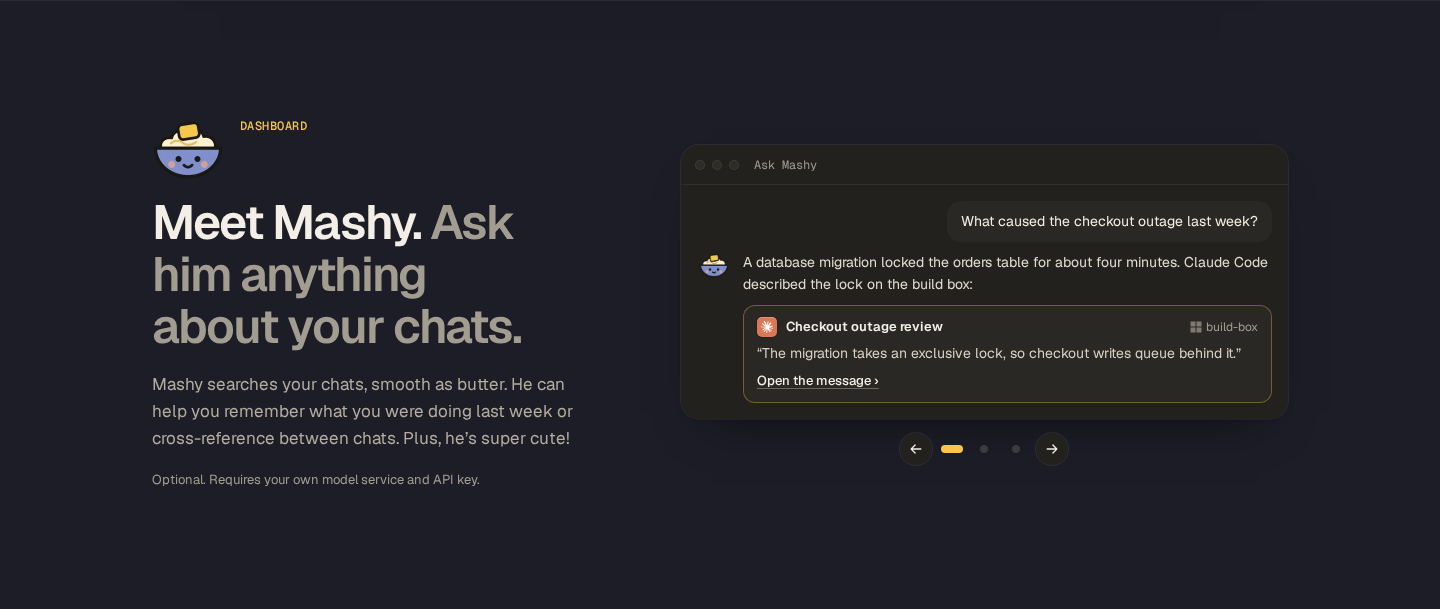 DASHBOARD
Meet Mashy. Ask
him anything
about your chats.
Mashy searches your chats, smooth as butter. He can
help you remember what you were doing last week or
cross-reference between chats. Plus, he’s super cute!
Optional. Requires your own model service and API key.
Ask Mashy
What caused the checkout outage last week?
A database migration locked the orders table for about four minutes. Claude Code
described the lock on the build box:
Checkout outage review
build-box
“The migration takes an exclusive lock, so checkout writes queue behind it.”
Open the message ›